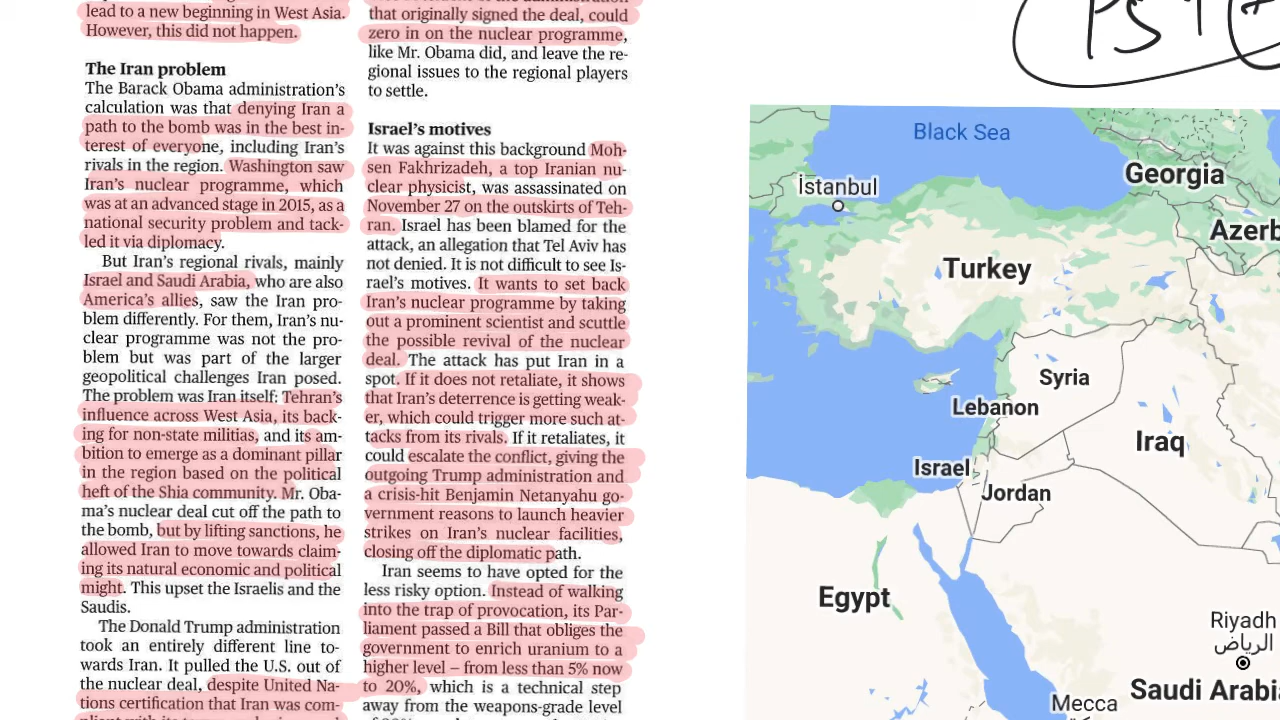 lead to a new beginning in West Asia.
However, this did not happen.
The Iran problem
The Barack Obama administration's
calculation was that denying Iran a
path to the bomb was in the best in-
terest of everyone, including Iran's
rivals in the region. Washington saw
Iran's nuclear programme, which
was at an advanced stage in 2015, as a
national security problem and tack-
led it via diplomacy.
But Iran's regional rivals, mainly
Israel and Saudi Arabia, who are also
America's allies, saw the Iran pro-
blem differently. For them, Iran's nu-
clear programme was not the pro-
blem but was part of the larger
geopolitical challenges Iran posed.
The problem was Iran itself: Tehran's
influence across West Asia, its back-
ing for non-state militias, and its am-
bition to emerge as a dominant pillar
in the region based on the political
heft of the Shia community. Mr. Oba-
ma's nuclear deal cut off the path to
the bomb, but by lifting sanctions, he
allowed Iran to move towards claim-
ing its natural economic and political
might. This upset the Israelis and the
Saudis.
The Donald Trump administration
took an entirely different line to-
wards Iran. It pulled the U.S. out of
the nuclear deal, despite United Na-
tions certification that Iran was com-
that originally signed the deal, could
zero in on the nuclear programme,
like Mr. Obama did, and leave the re-
gional issues to the regional players
to settle.
Israel's motives
It was against this background Moh-
sen Fakhrizadeh, a top Iranian nu-
clear physicist, was assassinated on
November 27 on the outskirts of Teh-
ran. Israel has been blamed for the
attack, an allegation that Tel Aviv has
not denied. It is not difficult to see Is-
rael's motives. It wants to set back
Iran's nuclear programme by taking
out a prominent scientist and scuttle
the possible revival of the nuclear
deal. The attack has put Iran in a
spot. If it does not retaliate, it shows
that Iran's deterrence is getting weak-
er, which could trigger more such at-
tacks from its rivals. If it retaliates, it
could escalate the conflict, giving the
outgoing Trump administration and
a crisis-hit Benjamin Netanyahu go-
vernment reasons to launch heavier
strikes on Iran's nuclear facilities,
closing off the diplomatic path.
Iran seems to have opted for the
less risky option. Instead of walking
into the trap of provocation, its Par-
liament passed a Bill that obliges the
government to enrich uranium to a
higher level – from less than 5% now
to 20%, which is a technical step
away from the weapons-grade level
Black Sea
İstanbul
Georgia
Azerb
Turkey
Syria
Lebanon
Iraq
Israel
Jordan
Egypt
Riyadh
الرياض
Saudi Arabi
Mecca